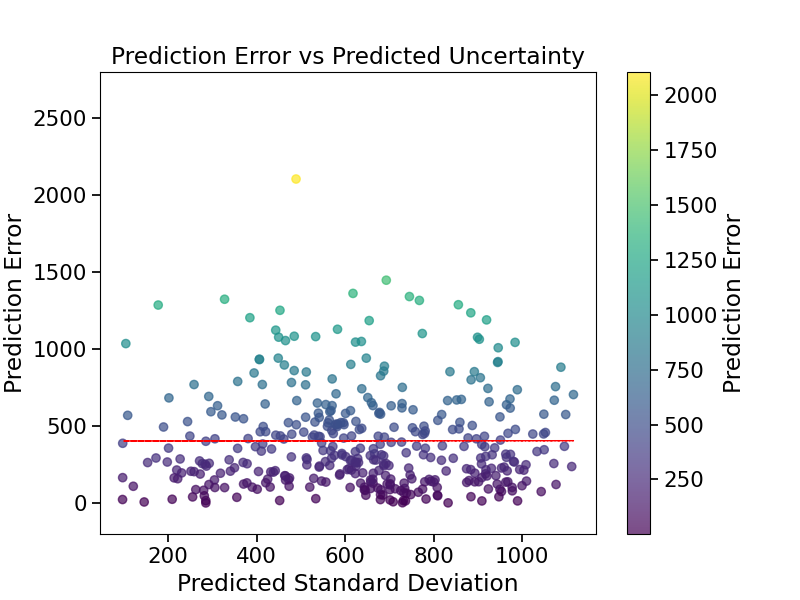 Prediction Error vs Predicted Uncertainty
Prediction Error
2500
2000
1500
1000
500
0
200 400 600 800 1000
Predicted Standard Deviation
2000
1750
1500
1250
1000
750
500
250
Prediction Error